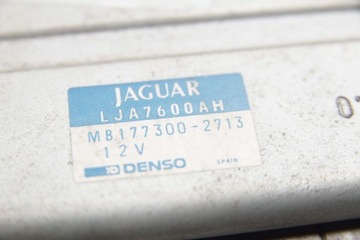 JAGUAR
LJA7600AH
MB177300-2713
12V
DENSO SPAIN